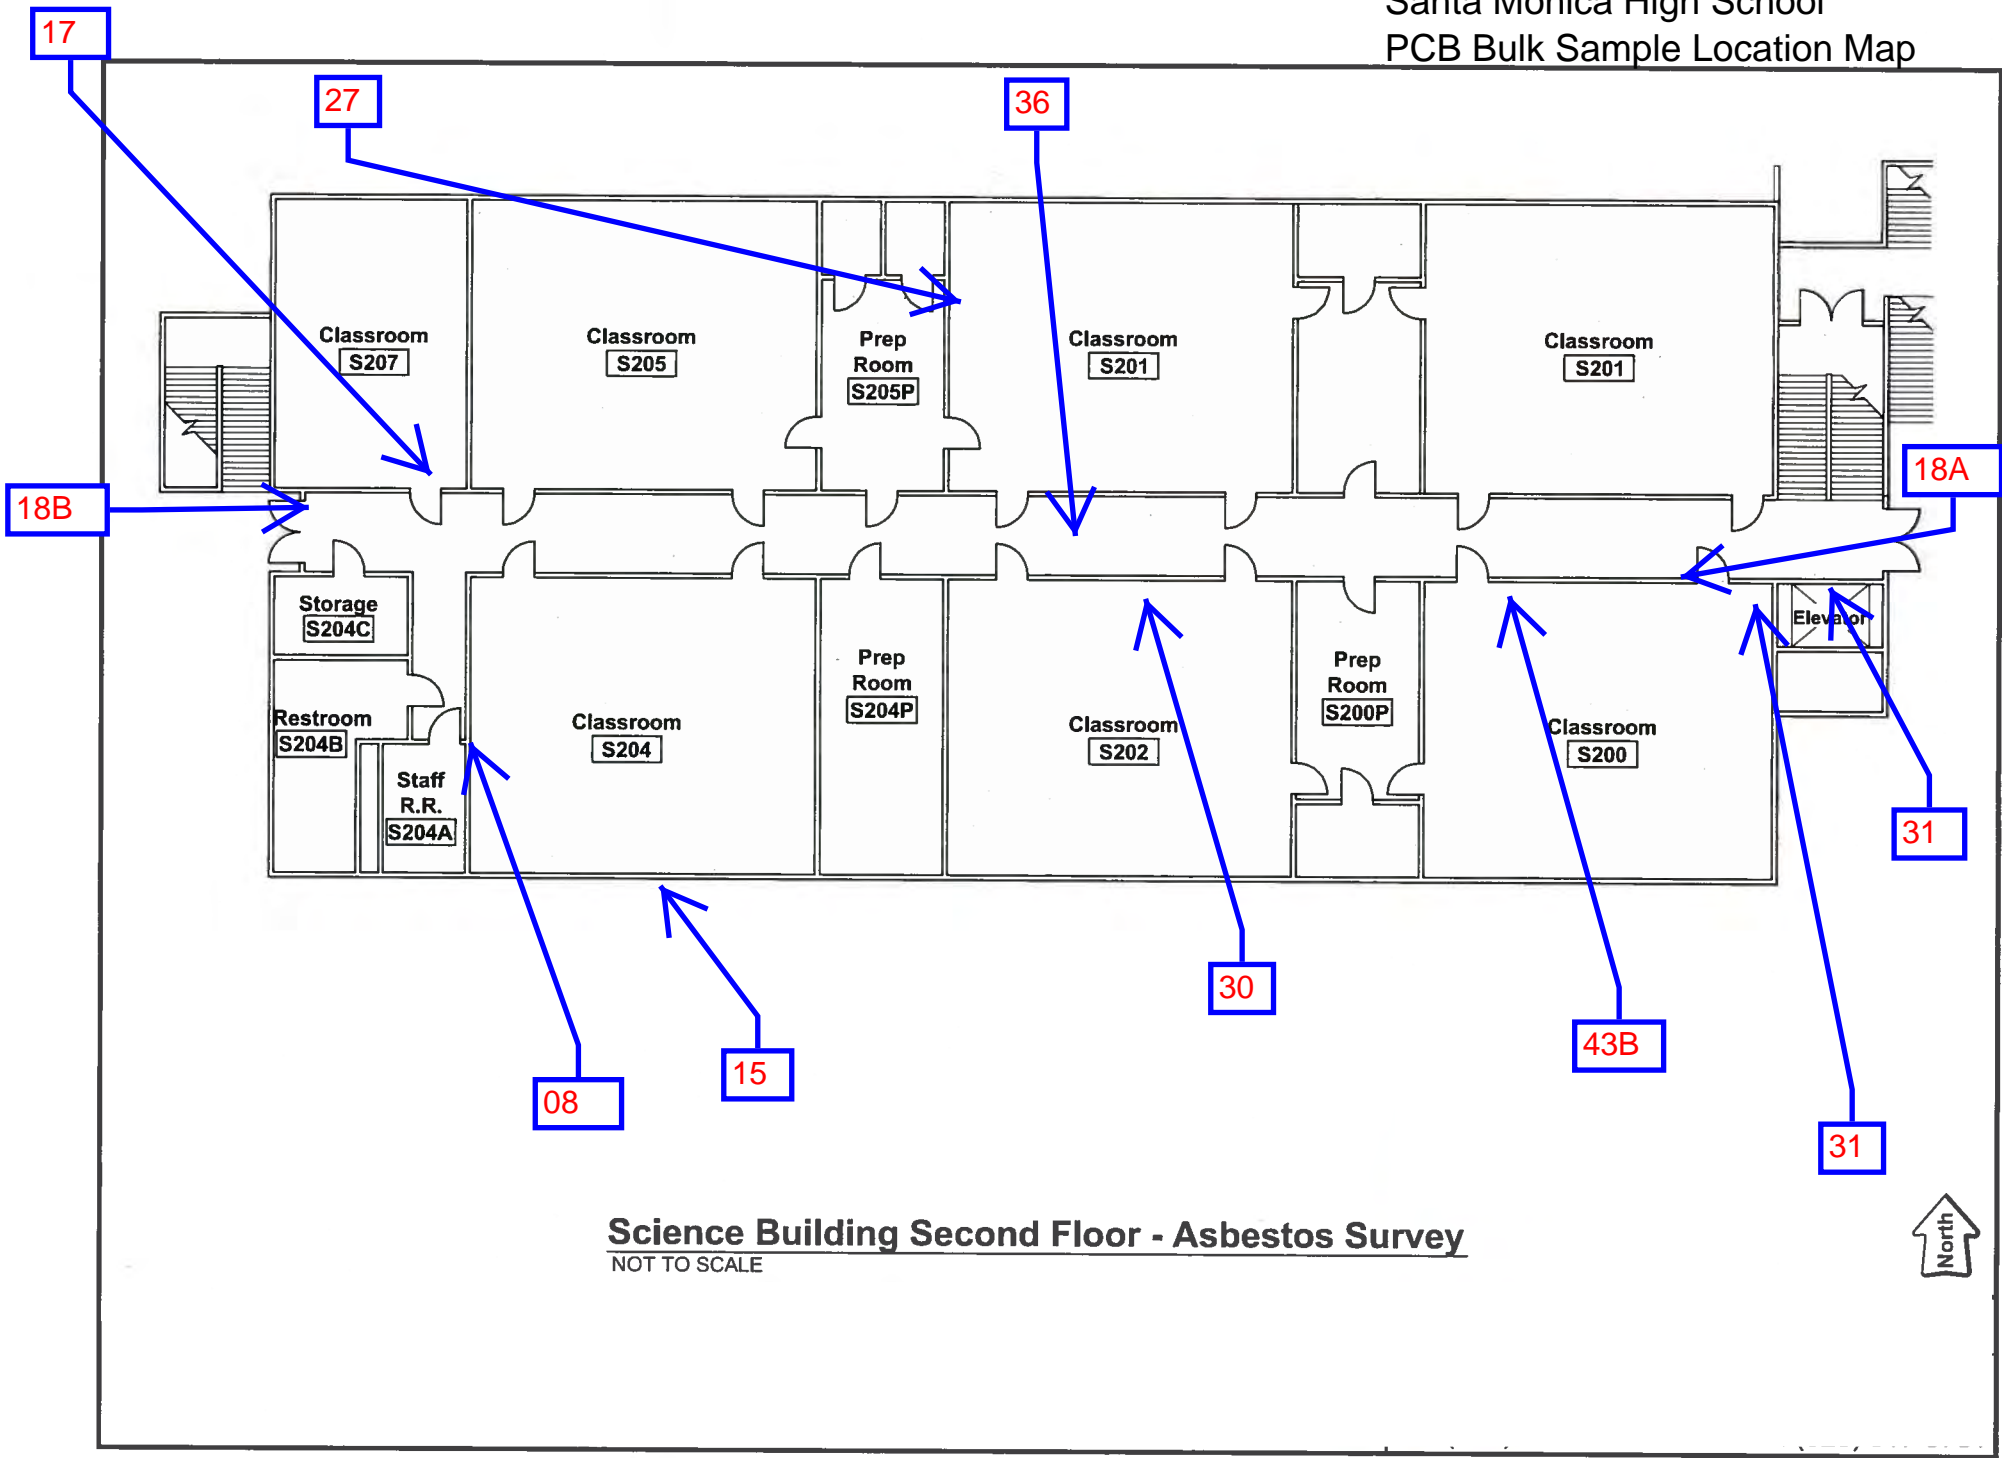 Santa Monica High School
PCB Bulk Sample Location Map
17
27
36
18A
18B
Classroom
S207
Classroom
S205
Prep
Room
S205P
Classroom
S201
Classroom
S201
Storage
S204C
Restroom
S204B
Staff
R.R.
S204A
Classroom
S204
Prep
Room
S204P
Classroom
S202
Prep
Room
S200P
Classroom
S200
Elevator
31
30
43B
15
08
31
Science Building Second Floor - Asbestos Survey
NOT TO SCALE
North